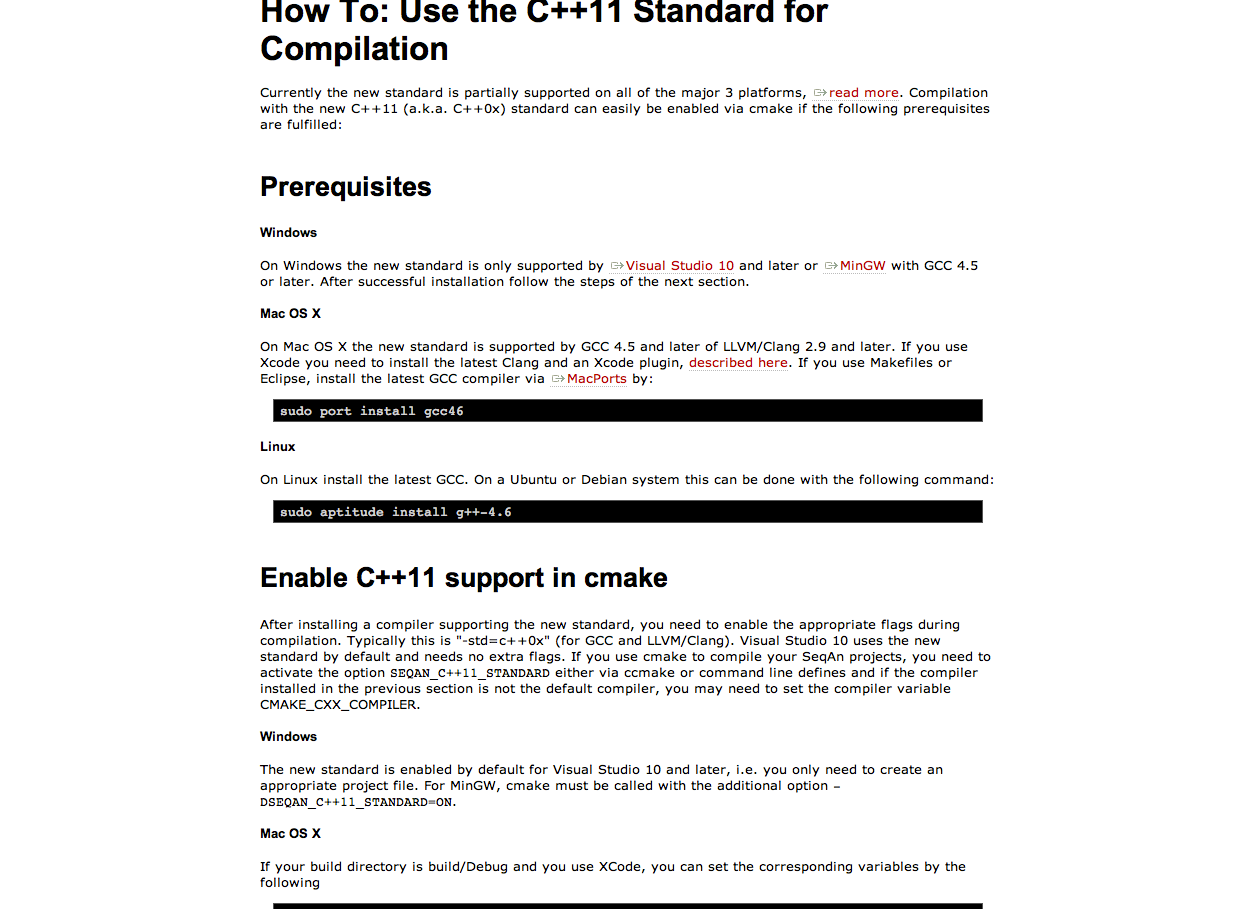 How To: Use the C++11 Standard for
Compilation
Currently the new standard is partially supported on all of the major 3 platforms, read more. Compilation
with the new C++11 (a.k.a. C++0x) standard can easily be enabled via cmake if the following prerequisites
are fulfilled:
Prerequisites
Windows
On Windows the new standard is only supported by Visual Studio 10 and later or MinGW with GCC 4.5
or later. After successful installation follow the steps of the next section.
Mac OS X
On Mac OS X the new standard is supported by GCC 4.5 and later of LLVM/Clang 2.9 and later. If you use
Xcode you need to install the latest Clang and an Xcode plugin, described here. If you use Makefiles or
Eclipse, install the latest GCC compiler via MacPorts by:
sudo port install gcc46
Linux
On Linux install the latest GCC. On a Ubuntu or Debian system this can be done with the following command:
sudo aptitude install g++-4.6
Enable C++11 support in cmake
After installing a compiler supporting the new standard, you need to enable the appropriate flags during
compilation. Typically this is "-std=c++0x" (for GCC and LLVM/Clang). Visual Studio 10 uses the new
standard by default and needs no extra flags. If you use cmake to compile your SeqAn projects, you need to
activate the option SEQAN_C++11_STANDARD either via ccmake or command line defines and if the compiler
installed in the previous section is not the default compiler, you may need to set the compiler variable
CMAKE_CXX_COMPILER.
Windows
The new standard is enabled by default for Visual Studio 10 and later, i.e. you only need to create an
appropriate project file. For MinGW, cmake must be called with the additional option –
DSEQAN_C++11_STANDARD=ON.
Mac OS X
If your build directory is build/Debug and you use XCode, you can set the corresponding variables by the
following